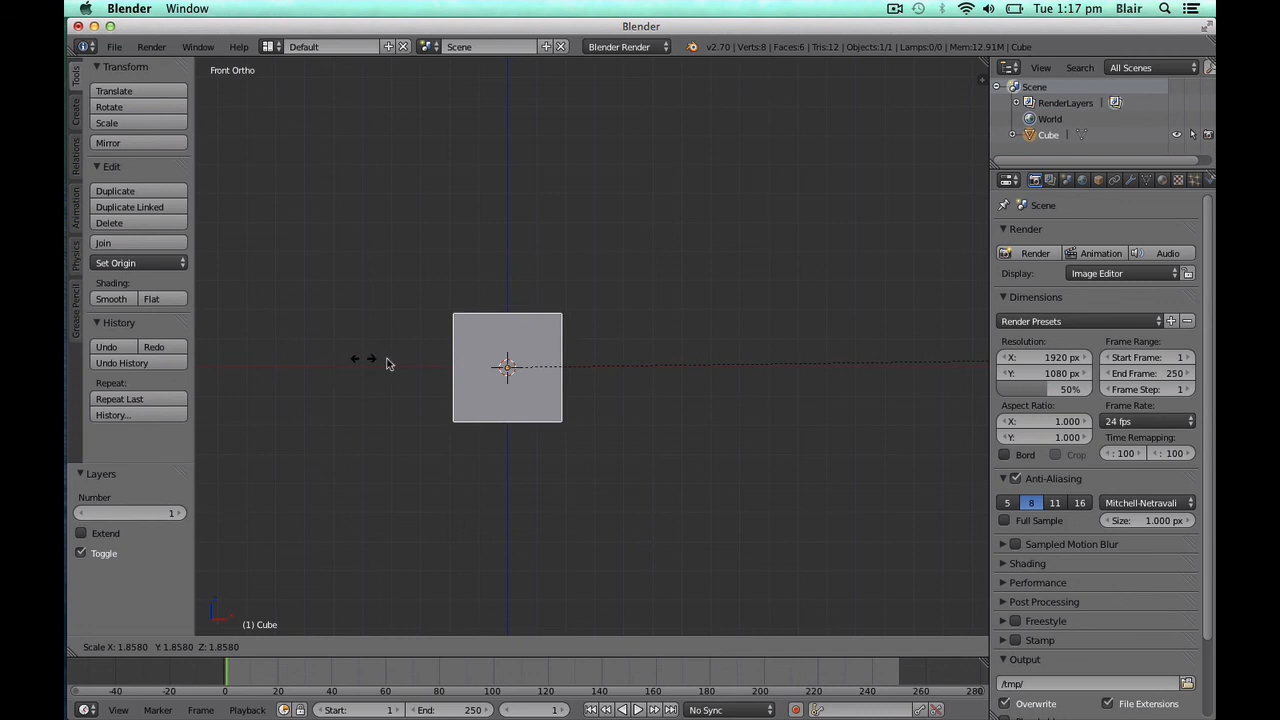 Blender Window Tue 1:17 pm Blair
Blender
File Render Window Help Default Scene Blender Render v2.70 | Verts:8 | Faces:6 | Tris:12 | Objects:1/1 | Lamps:0/0 | Mem:12.91M | Cube
View Search All Scenes
Tools
Create
Relations
Animation
Physics
Grease Pencil
Transform
Translate
Rotate
Scale
Mirror
Edit
Duplicate
Duplicate Linked
Delete
Join
Set Origin
Shading:
Smooth Flat
History
Undo Redo
Undo History
Repeat:
Repeat Last
History...
Layers
Number
1
Extend
Toggle
Front Ortho
(1) Cube
Scale X: 1.8580 Y: 1.8580 Z: 1.8580
-40 -20 0 20 40 60 80 100 120 140 160 180 200 220 240 260 280
View Marker Frame Playback Start: 1 End: 250 1 No Sync
Scene
RenderLayers
World
Cube
Scene
Render
Render Animation Audio
Display: Image Editor
Dimensions
Render Presets
Resolution: Frame Range:
X: 1920 px Start Frame: 1
Y: 1080 px End Frame: 250
50% Frame Step: 1
Aspect Ratio: Frame Rate:
X: 1.000 24 fps
Y: 1.000 Time Remapping:
Bord Crop : 100 : 100
Anti-Aliasing
5 8 11 16 Mitchell-Netravali
Full Sample Size: 1.000 px
Sampled Motion Blur
Shading
Performance
Post Processing
Freestyle
Stamp
Output
/tmp/
Overwrite File Extensions